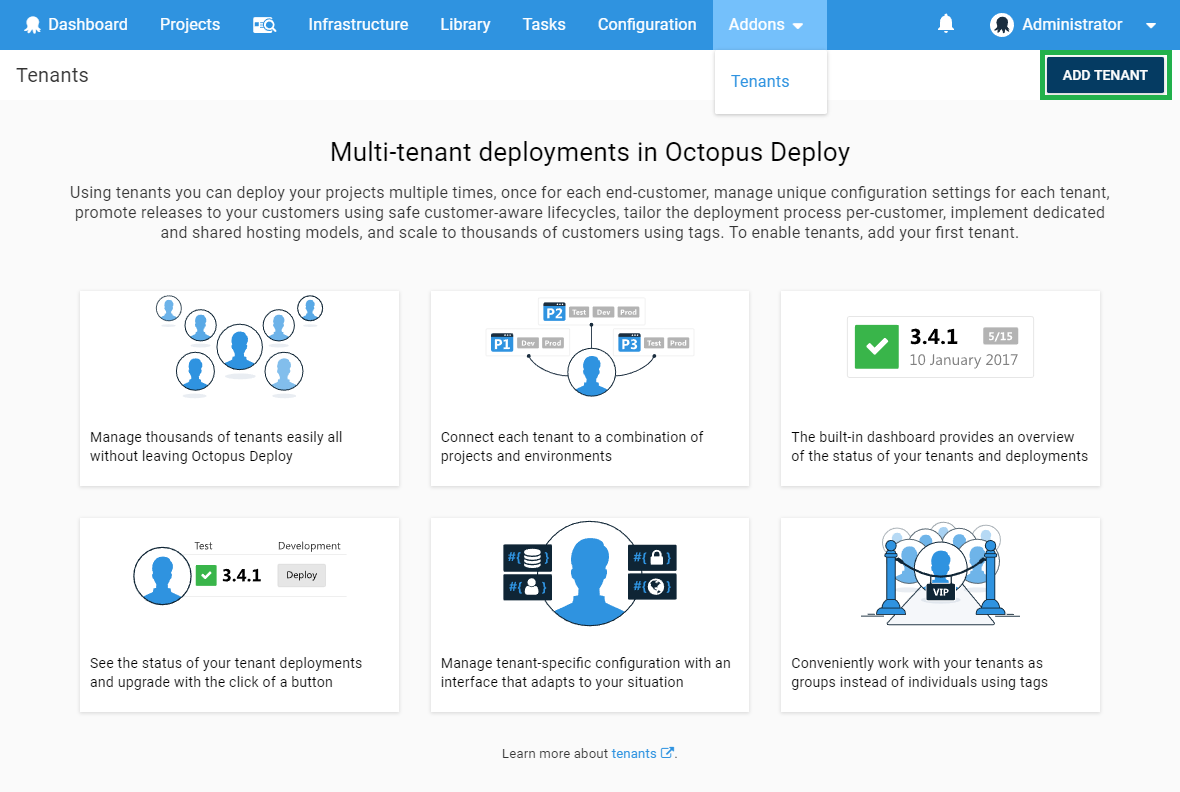 Dashboard Projects Infrastructure Library Tasks Configuration Addons Administrator
Tenants
Tenants
ADD TENANT
Multi-tenant deployments in Octopus Deploy
Using tenants you can deploy your projects multiple times, once for each end-customer, manage unique configuration settings for each tenant,
promote releases to your customers using safe customer-aware lifecycles, tailor the deployment process per-customer, implement dedicated
and shared hosting models, and scale to thousands of customers using tags. To enable tenants, add your first tenant.
Manage thousands of tenants easily all
without leaving Octopus Deploy
P2 Test Dev Prod
P1 Dev Prod
P3 Test Prod
Connect each tenant to a combination of
projects and environments
3.4.1 5/15
10 January 2017
The built-in dashboard provides an overview
of the status of your tenants and deployments
Test Development
3.4.1 Deploy
See the status of your tenant deployments
and upgrade with the click of a button
#{ } #{ }
#{ } #{ }
Manage tenant-specific configuration with an
interface that adapts to your situation
VIP
Conveniently work with your tenants as
groups instead of individuals using tags
Learn more about tenants .